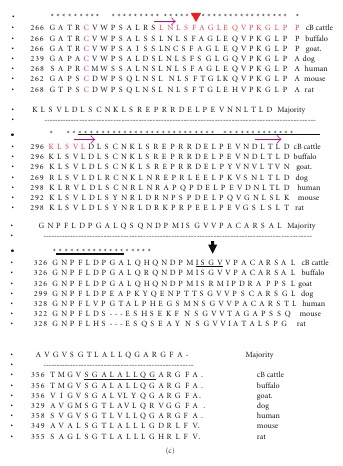 266 G A T R C V W P S A L R S L N L S F A G L E Q V P K G L P P cB cattle
266 G A T R C V W P S A L S S L N L S F A G L E Q V P K G L P P buffalo
266 G A T R C V W P S A I S S L N C S F A G L E Q V P K G L P P goat.
239 G A P A C V W P A L D S L N L S F S G L G Q V P K G L P A dog
268 S A P R C M W S S A L N S L N L S F A G L E Q V P K G L P A human
262 G A P S C D W P S Q L N S L N L S F T G L K Q V P K G L P A mouse
268 G T P S C D W P S Q L N S L N L S F T G L E H V P K G L P A rat
K L S V L D L S C N K L S R E P R R D E L P E V N N L T L D Majority
296 K L S V L D L S C N K L S R E P R R D E L P E V N D L T L D cB cattle
296 K L S V L D L S C N K L S R E P R R D E L P E V N D L T L D buffalo
296 K L S V L D L S C N K L S R E P R R D E L P Y V N V L T V N goat.
269 R L S V L D L S R C N K L N R E P R L E E L P K V S N L T L D dog
298 K L R V L D L S C N R L N R A P Q P D E L P E V D N L T L D human
292 K L S V L D L S Y N R L D R N P S P D E L P Q V G N L S L K mouse
298 K L S V L D L S Y N R L D R K P R P E E L P E V G S L S L T rat
G N P F L D P G A L Q S Q N D P M I S G V V P A C A R S A L Majority
326 G N P F L D P G A L Q H Q N D P M I S G V V P A C A R S A L cB cattle
326 G N P F L D P G A L Q R Q N D P M I S G V V P A C A R S A L buffalo
326 G N P F L D P G A L Q H Q N D P M I S R M I P D R A P P S L goat
299 G N P F L D P E A P K Y Q E N P T T S G V V P S C A R S G L dog
328 G N P F L V P G T A L P H E G S M N S G V V P A C A R S T L human
322 G N P F L D S - - - E S H S E K F N S G V V T A G A P S S Q mouse
328 G N P F L H S - - - E S Q S E A Y N S G V V I A T A L S P G rat
A V G V S G T L A L L Q G A R G F A - Majority
356 T M G V S G A L A L L Q G A R G F A . cB cattle
356 T M G V S G A L A L L Q G A R G F A . buffalo
356 V I G V S G A L V L Y Q G A R G F A . goat.
329 A V G M S G T L A V L Q R V G G F A . dog
358 S V G V S G T L V L L Q G A R G F A . human
349 A V A L S G T L A L L L G D R L F V. mouse
355 S A G L S G T L A L L L G H R L F V. rat
(c)